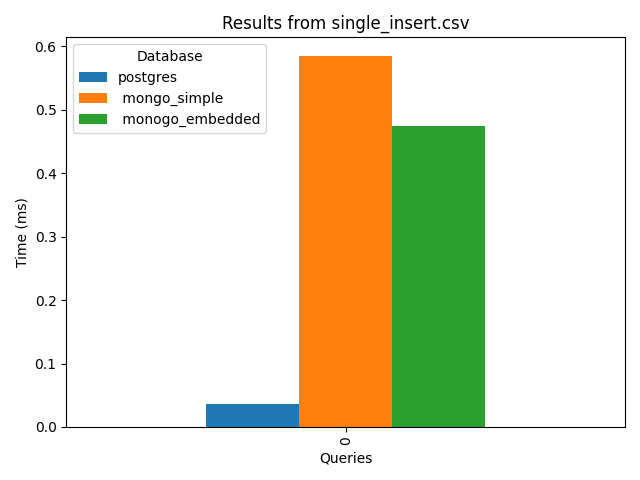 Results from single_insert.csv
Database
postgres
mongo_simple
monogo_embedded
0.6
0.5
0.4
0.3
0.2
0.1
0.0
Time (ms)
0
Queries